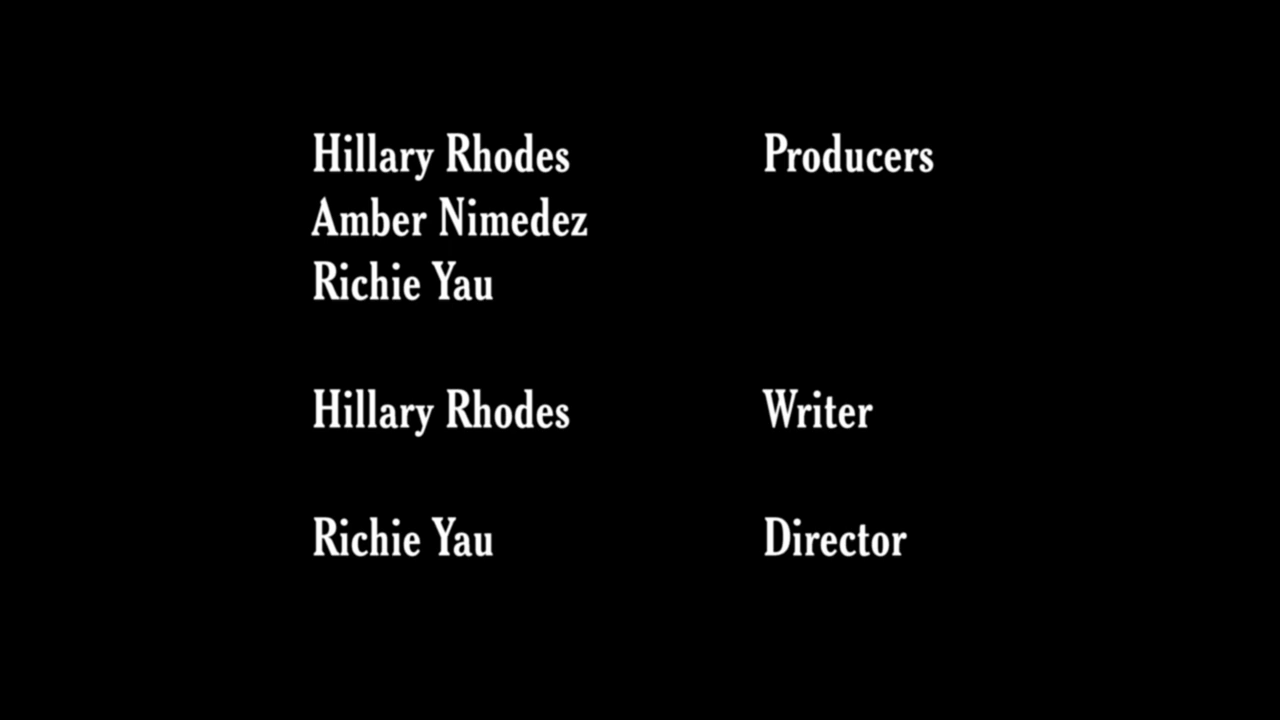 Hillary Rhodes Producers
Amber Nimedez
Richie Yau
Hillary Rhodes Writer
Richie Yau Director